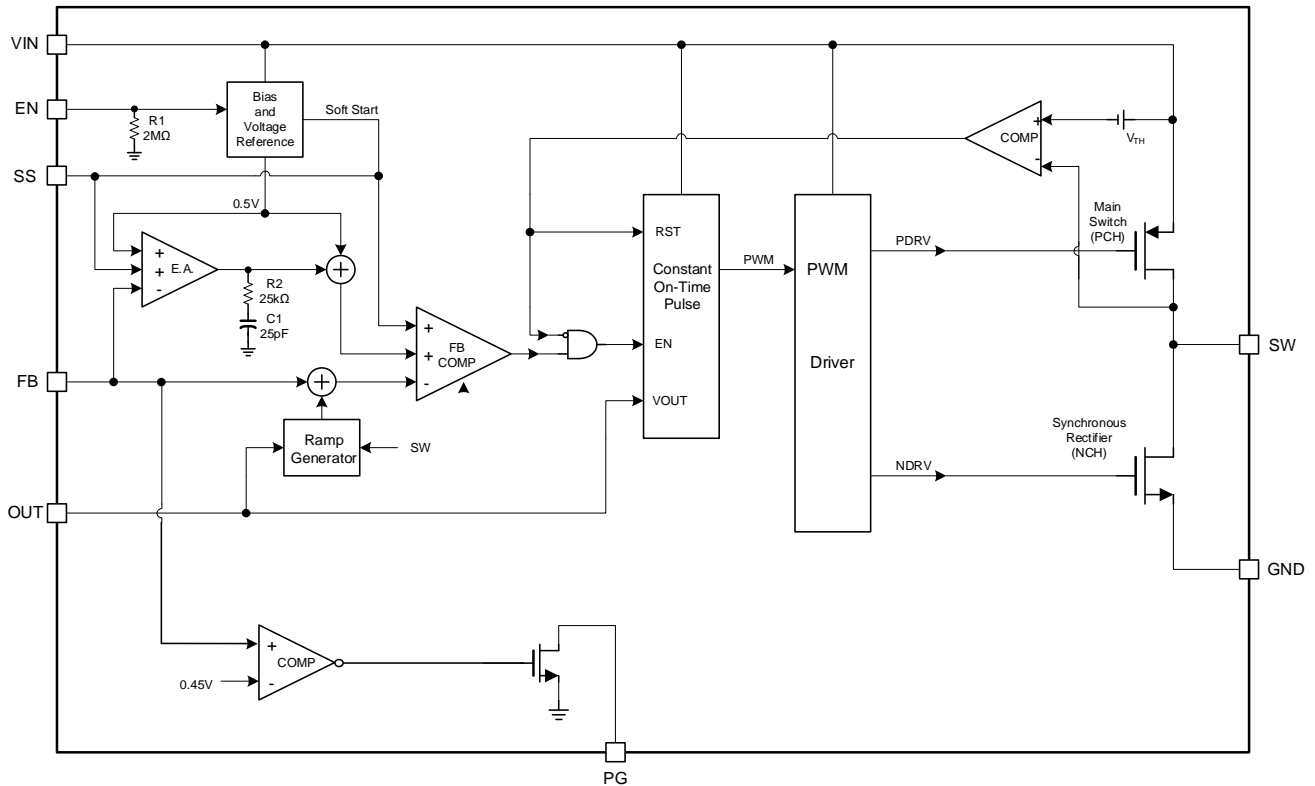 VIN
EN
R1
2MΩ
Bias
and
Voltage
Reference
Soft Start
SS
0.5V
+
+
-
E.A.
R2
25kΩ
C1
25pF
+
+
+
-
FB
COMP
FB
+
Ramp
Generator
SW
OUT
RST
Constant
On-Time
Pulse
EN
VOUT
PWM
PWM
Driver
COMP
+
-
VTH
Main
Switch
(PCH)
PDRV
SW
Synchronous
Rectifier
(NCH)
NDRV
GND
+
-
COMP
0.45V
PG